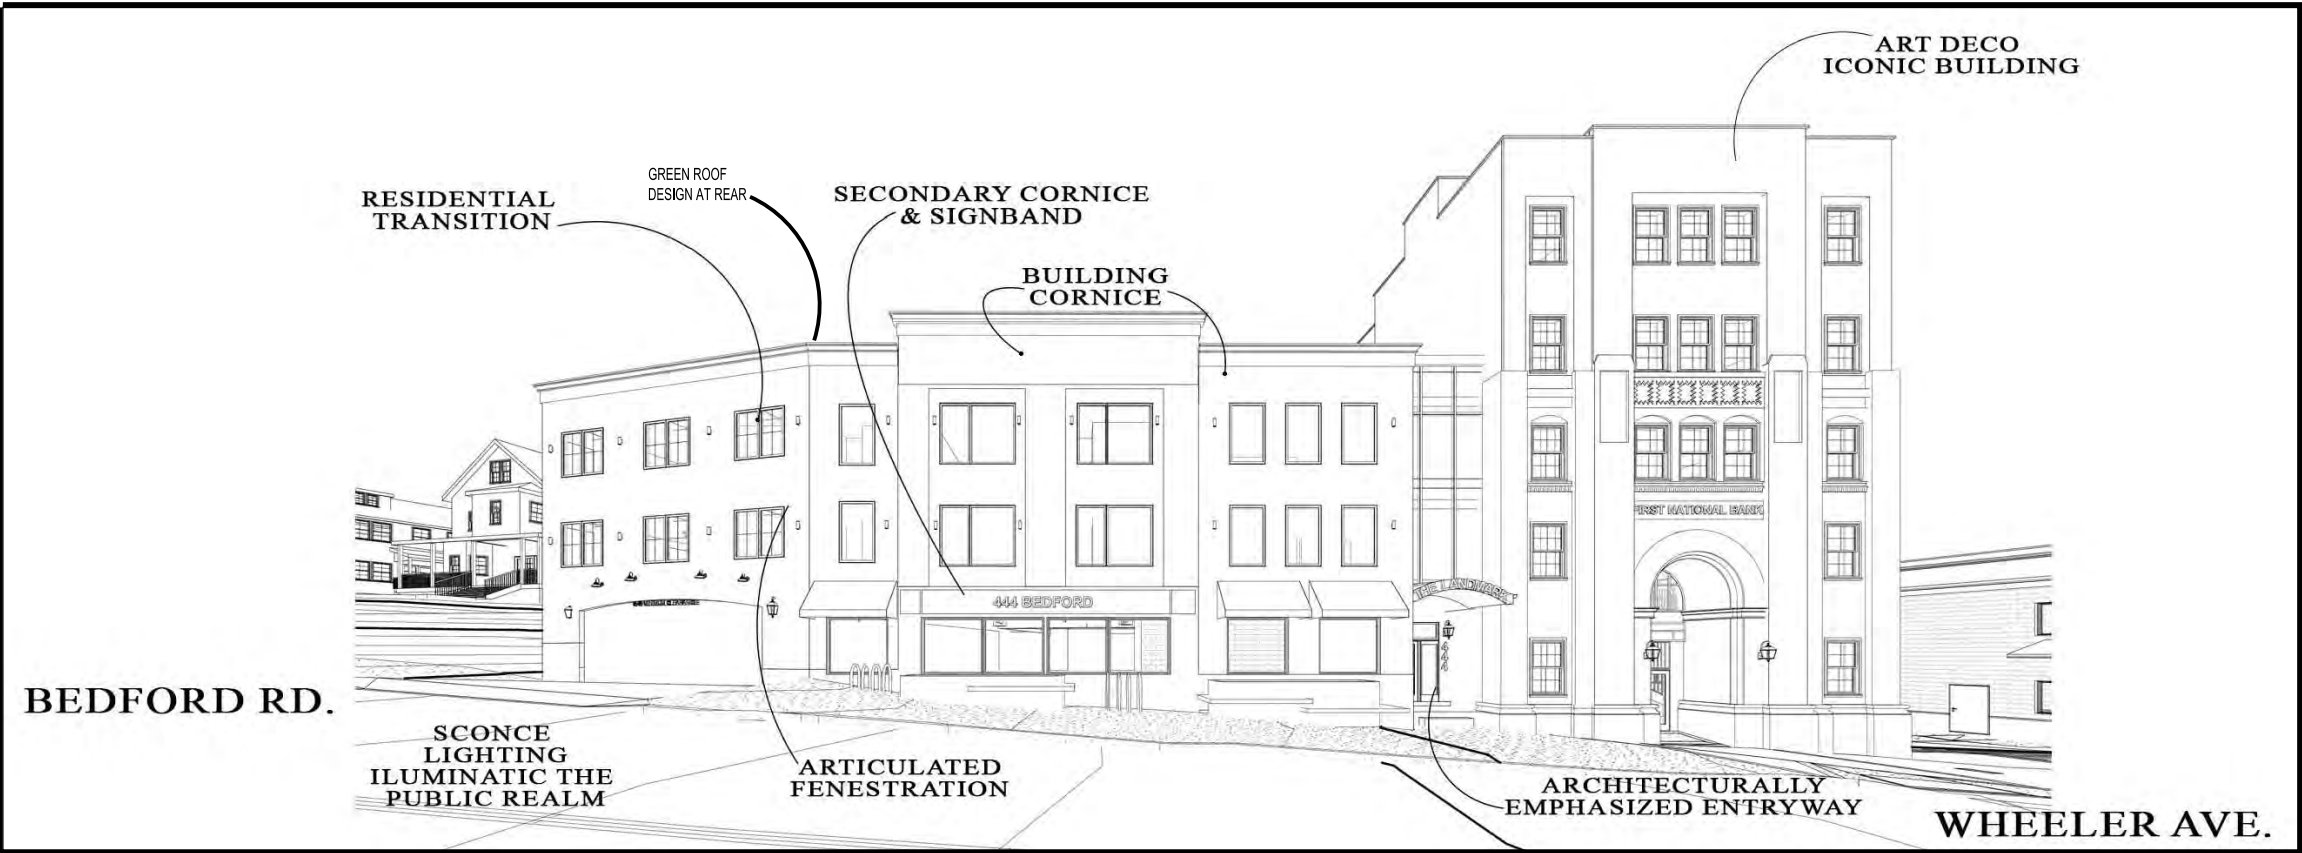 ART DECO
ICONIC BUILDING
GREEN ROOF
DESIGN AT REAR
RESIDENTIAL
TRANSITION
SECONDARY CORNICE
& SIGNBAND
BUILDING
CORNICE
FIRST NATIONAL BANK
THE LANDMARK
444 BEDFORD
444
BEDFORD RD.
SCONCE
LIGHTING
ILUMINATIC THE
PUBLIC REALM
ARTICULATED
FENESTRATION
ARCHITECTURALLY
EMPHASIZED ENTRYWAY
WHEELER AVE.